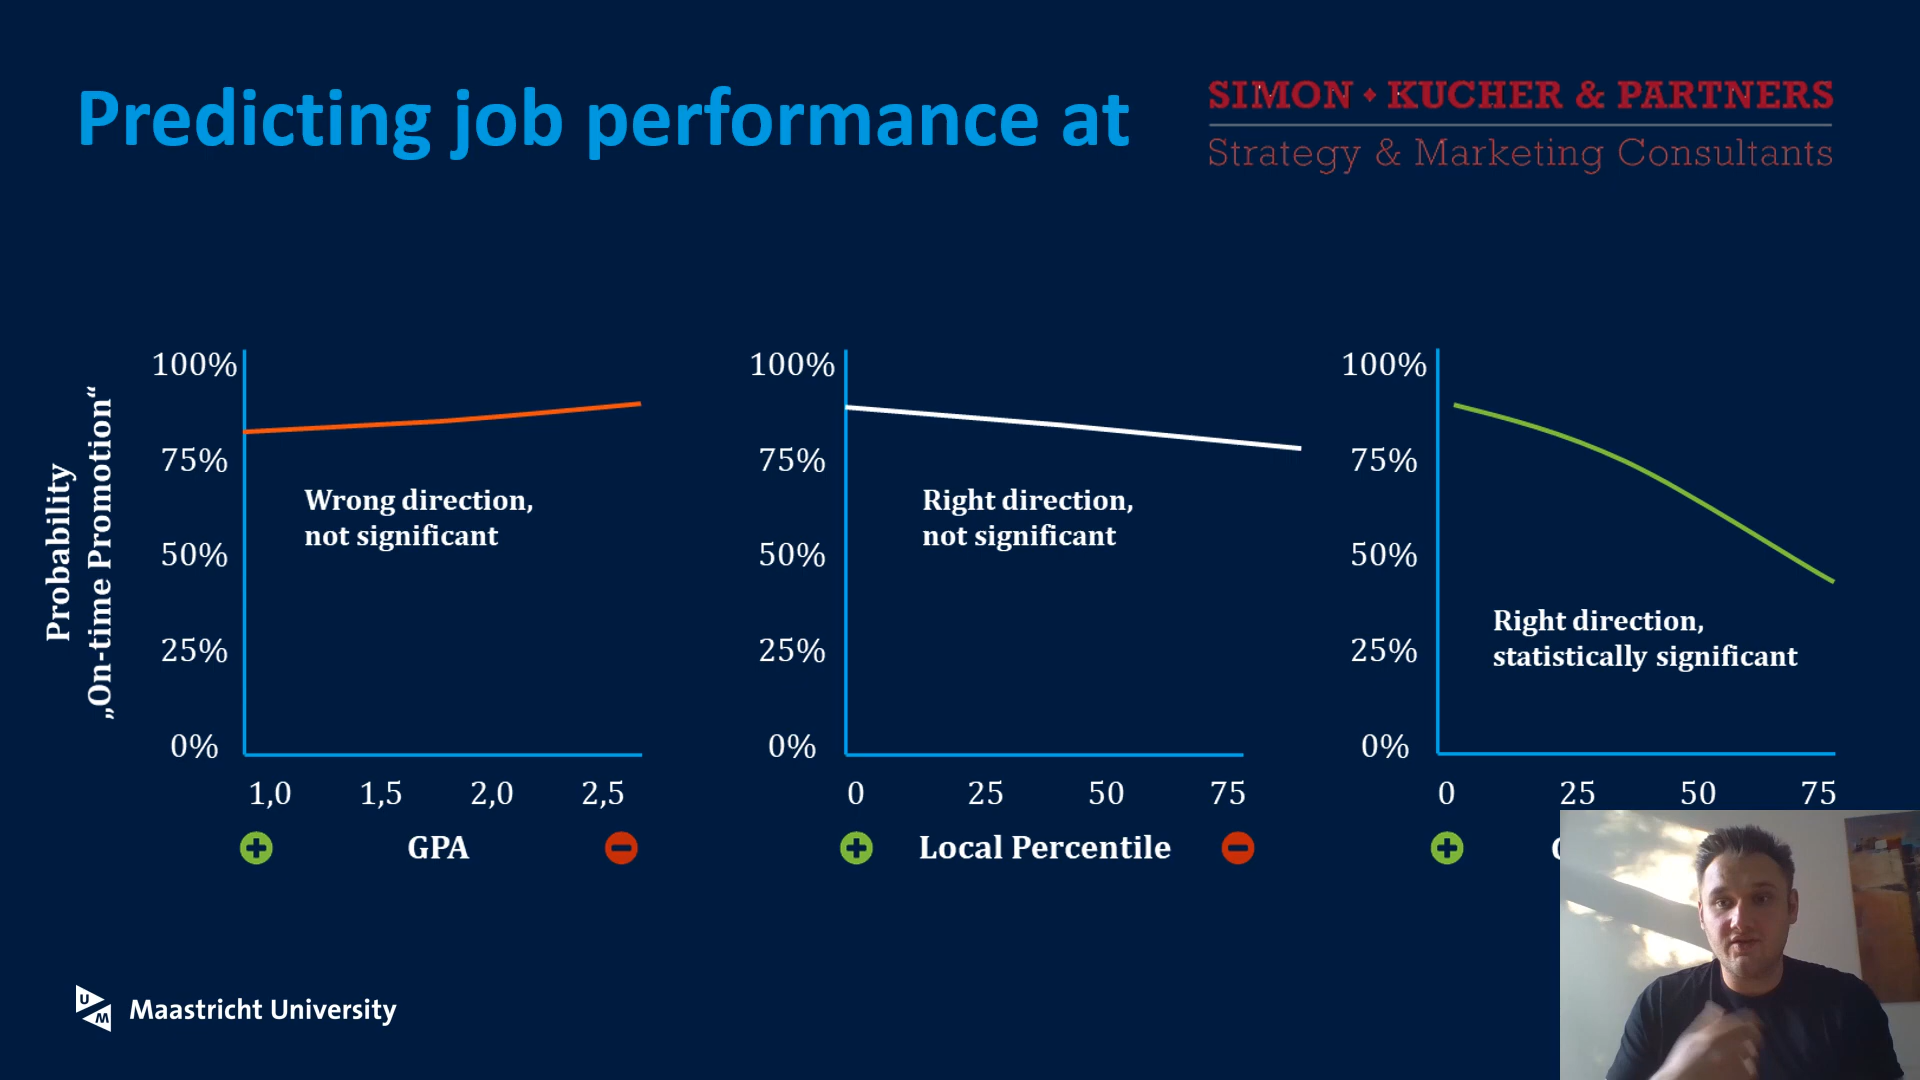 Predicting job performance at
SIMON • KUCHER & PARTNERS
Strategy & Marketing Consultants
Probability
„On-time Promotion“
100%
75%
50%
25%
0%
Wrong direction,
not significant
1,0 1,5 2,0 2,5
GPA
100%
75%
50%
25%
0%
Right direction,
not significant
0 25 50 75
Local Percentile
100%
75%
50%
25%
0%
Right direction,
statistically significant
0 25 50 75
UM Maastricht University